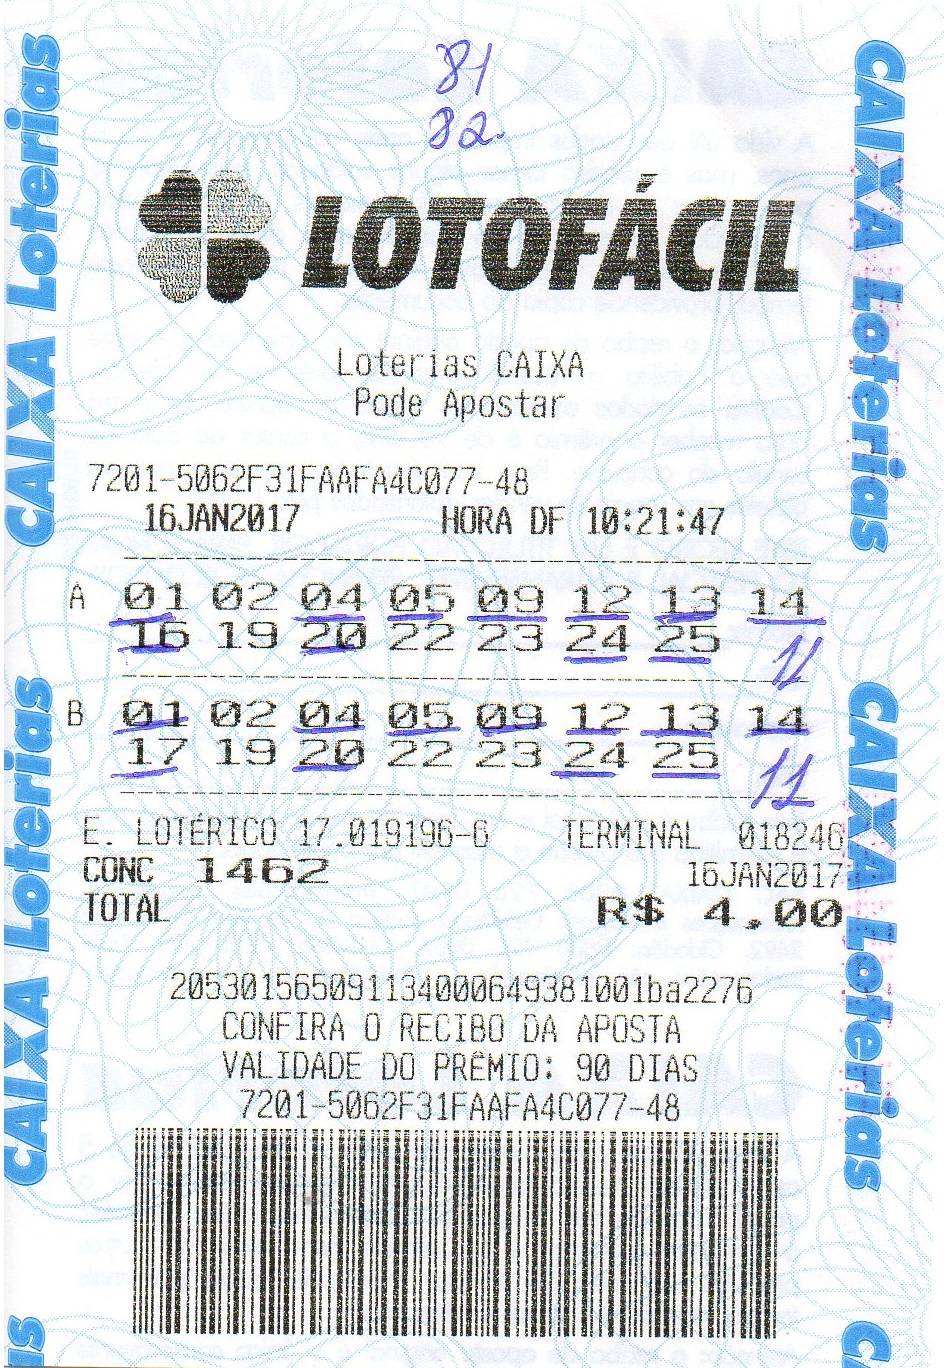 81
82.
LOTOFÁCIL
Loterias CAIXA
Pode Apostar
7201-5062F31FAAFA4C077-48
16JAN2017 HORA DF 10:21:47
A 01 02 04 05 09 12 13 14
16 19 20 22 23 24 25
11
B 01 02 04 05 09 12 13 14
17 19 20 22 23 24 25
11
E. LOTÉRICO 17.019196-6 TERMINAL 018246
CONC 1462 16JAN2017
TOTAL R$ 4,00
205301565091134000649381001ba2276
CONFIRA O RECIBO DA APOSTA
VALIDADE DO PRÊMIO: 90 DIAS
7201-5062F31FAAFA4C077-48
CAIXA Loterias
CAIXA Loterias
CAIXA Loterias
CAIXA Loterias